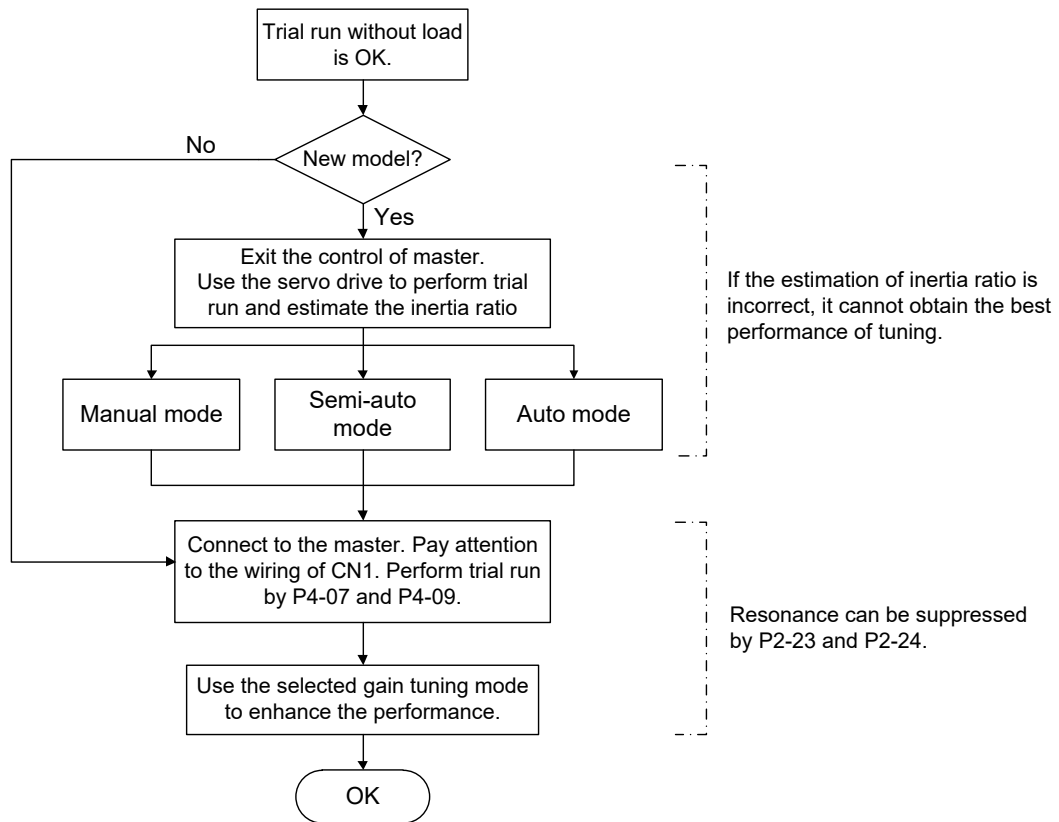 Trial run without load
is OK.
No
New model?
Yes
Exit the control of master.
Use the servo drive to perform trial
run and estimate the inertia ratio
If the estimation of inertia ratio is
incorrect, it cannot obtain the best
performance of tuning.
Manual mode
Semi-auto
mode
Auto mode
Connect to the master. Pay attention
to the wiring of CN1. Perform trial run
by P4-07 and P4-09.
Resonance can be suppressed
by P2-23 and P2-24.
Use the selected gain tuning mode
to enhance the performance.
OK